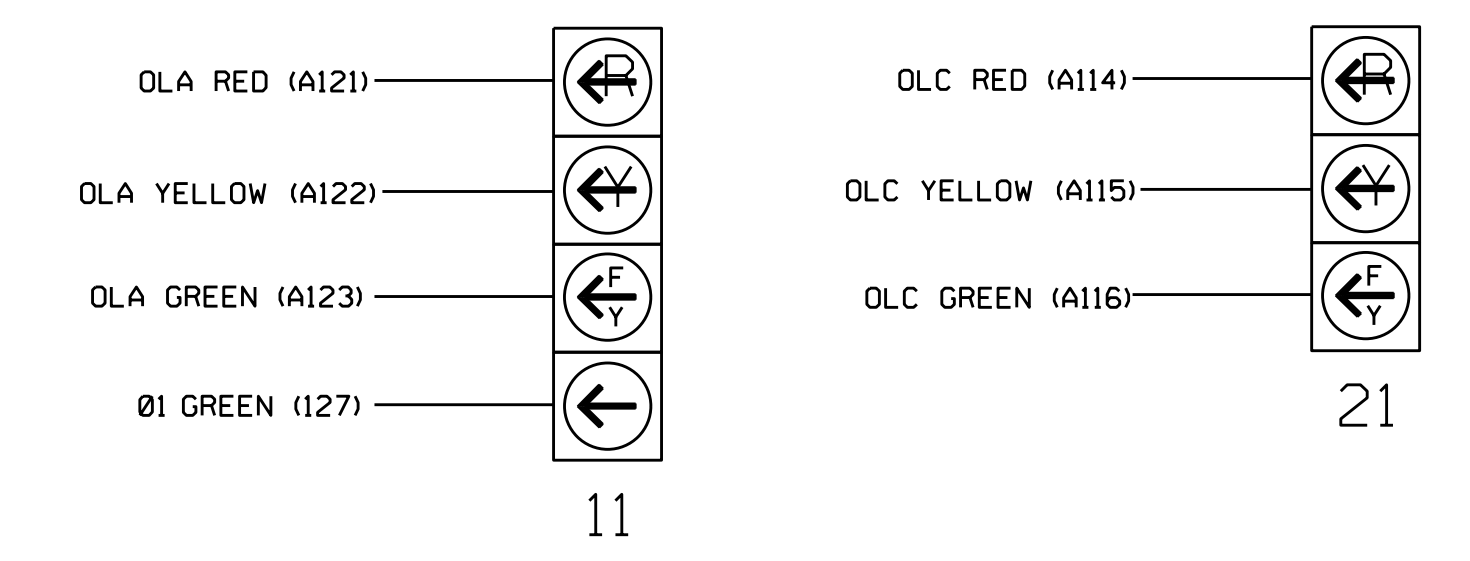 OLA RED (A121)
R
OLA YELLOW (A122)
Y
OLA GREEN (A123)
F
Y
Ø1 GREEN (127)
11
OLC RED (A114)
R
OLC YELLOW (A115)
Y
OLC GREEN (A116)
F
Y
21